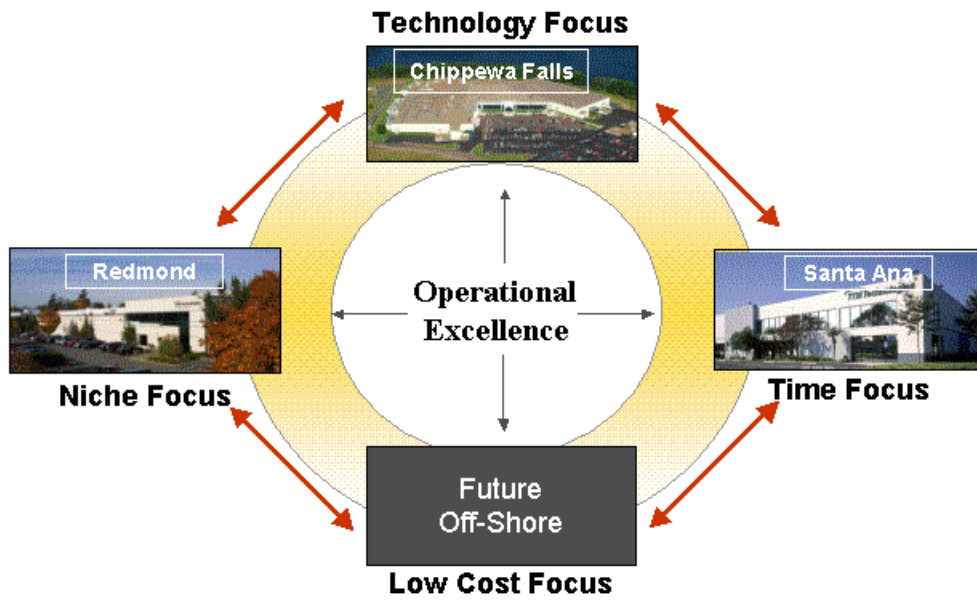 Technology Focus
Chippewa Falls
Redmond
Santa Ana
Operational
Excellence
Niche Focus
Time Focus
Future
Off-Shore
Low Cost Focus